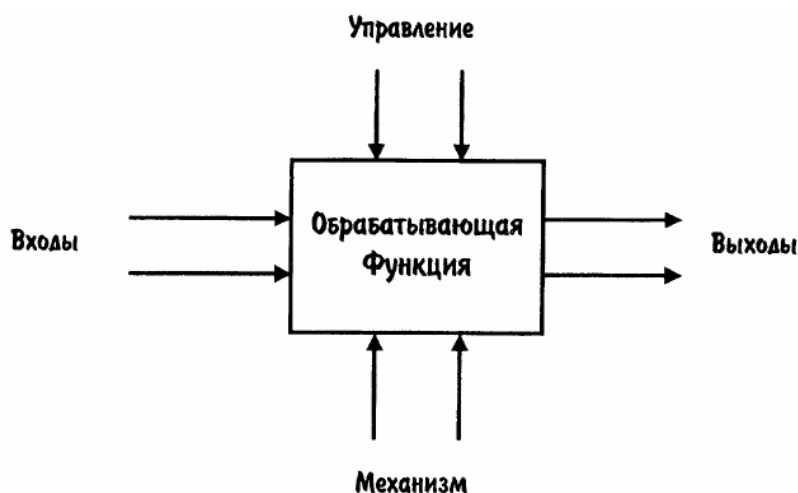 Управление
Входы
Обрабатывающая
Функция
Выходы
Механизм